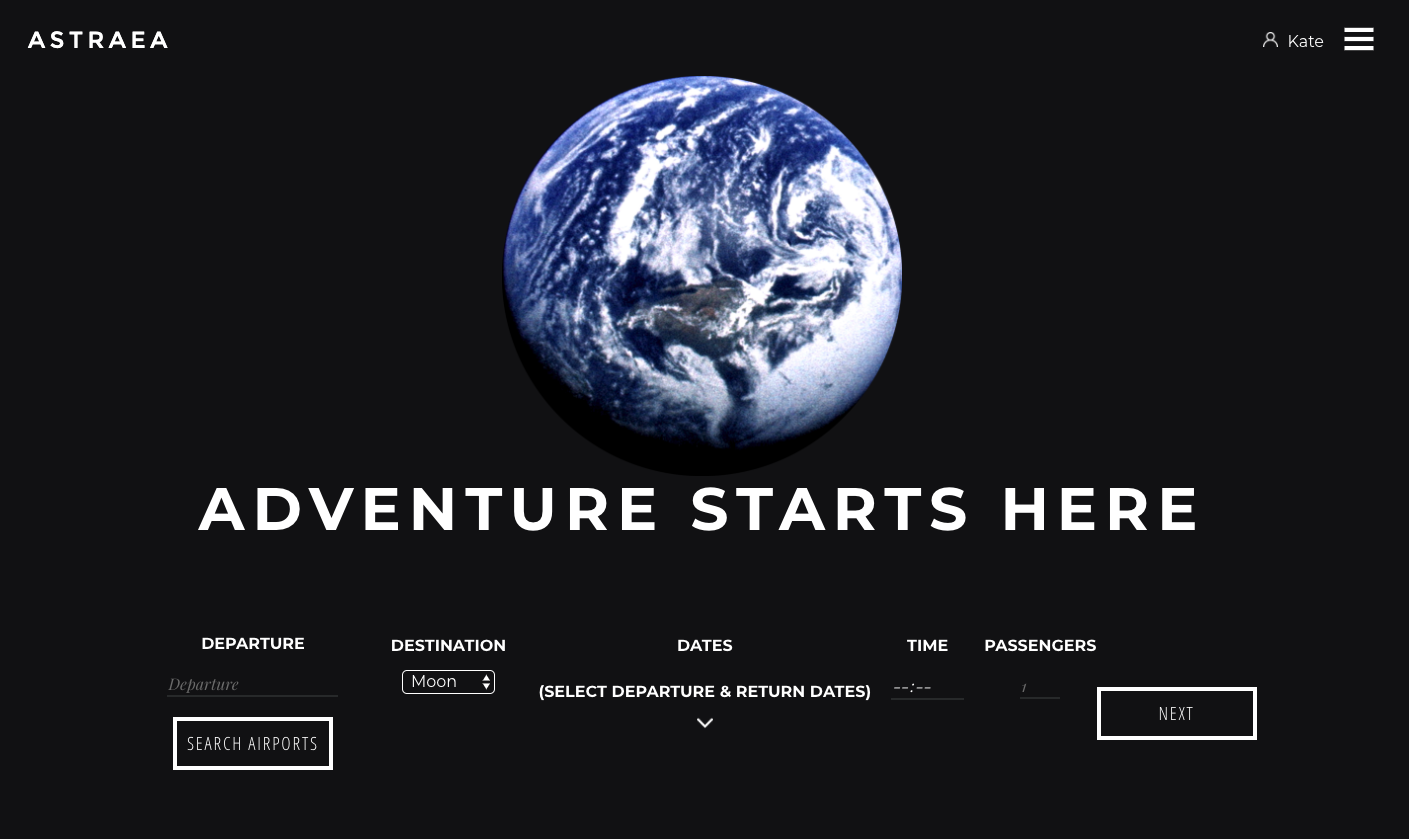 ASTRAEA
Kate
ADVENTURE STARTS HERE
DEPARTURE
DESTINATION
DATES
TIME
PASSENGERS
Departure
Moon
(SELECT DEPARTURE & RETURN DATES)
--:--
1
SEARCH AIRPORTS
NEXT